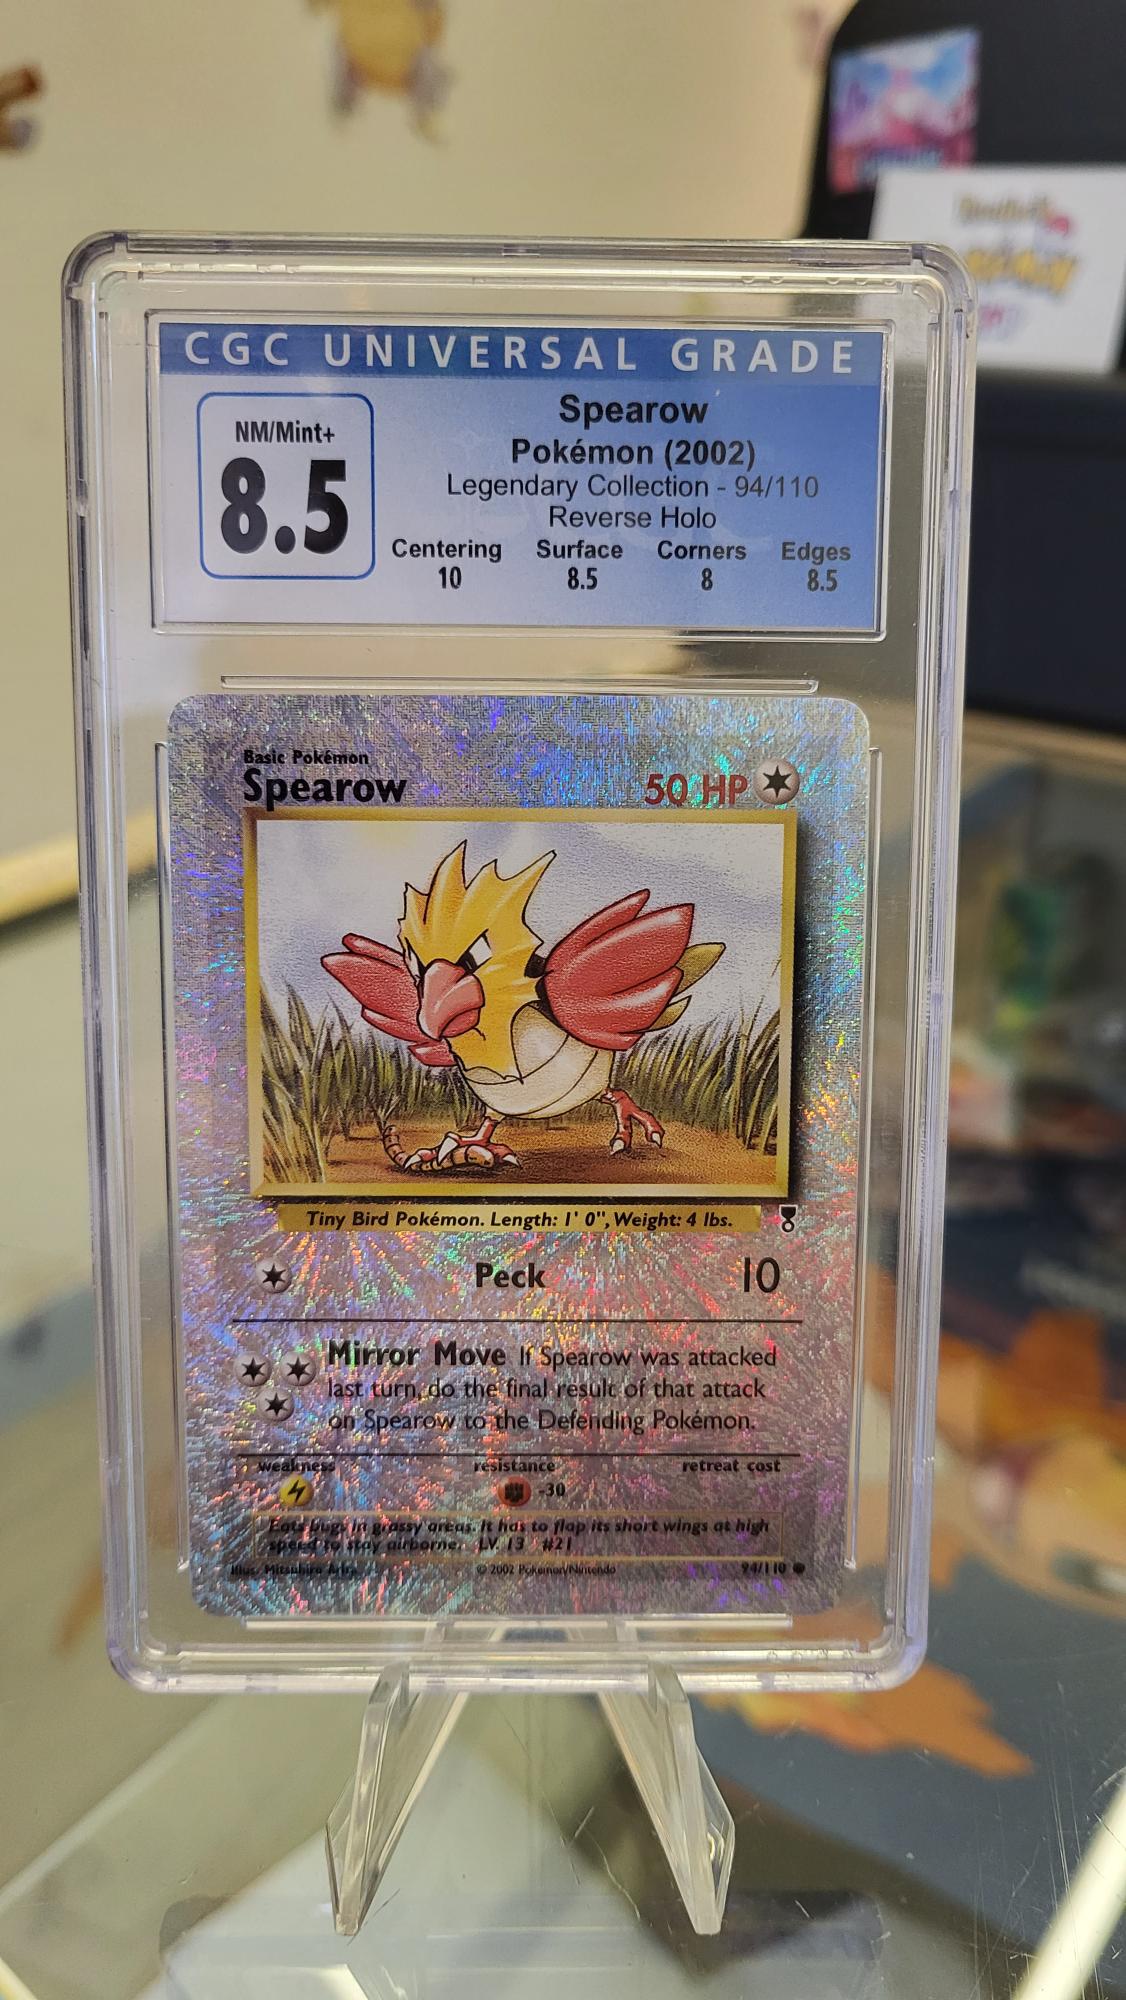 CGC UNIVERSAL GRADE
NM/Mint+
8.5
Spearow
Pokémon (2002)
Legendary Collection - 94/110
Reverse Holo
Centering Surface Corners Edges
10 8.5 8 8.5
Basic Pokémon
Spearow 50 HP
Tiny Bird Pokémon. Length: 1' 0", Weight: 4 lbs.
Peck 10
Mirror Move If Spearow was attacked
last turn, do the final result of that attack
on Spearow to the Defending Pokémon.
weakness resistance retreat cost
-30
Eats bugs in grassy areas. It has to flap its short wings at high
speed to stay airborne. LV. 13 #21
Illus. Mitsuhiro Arita © 2002 Pokémon/Nintendo 94/110